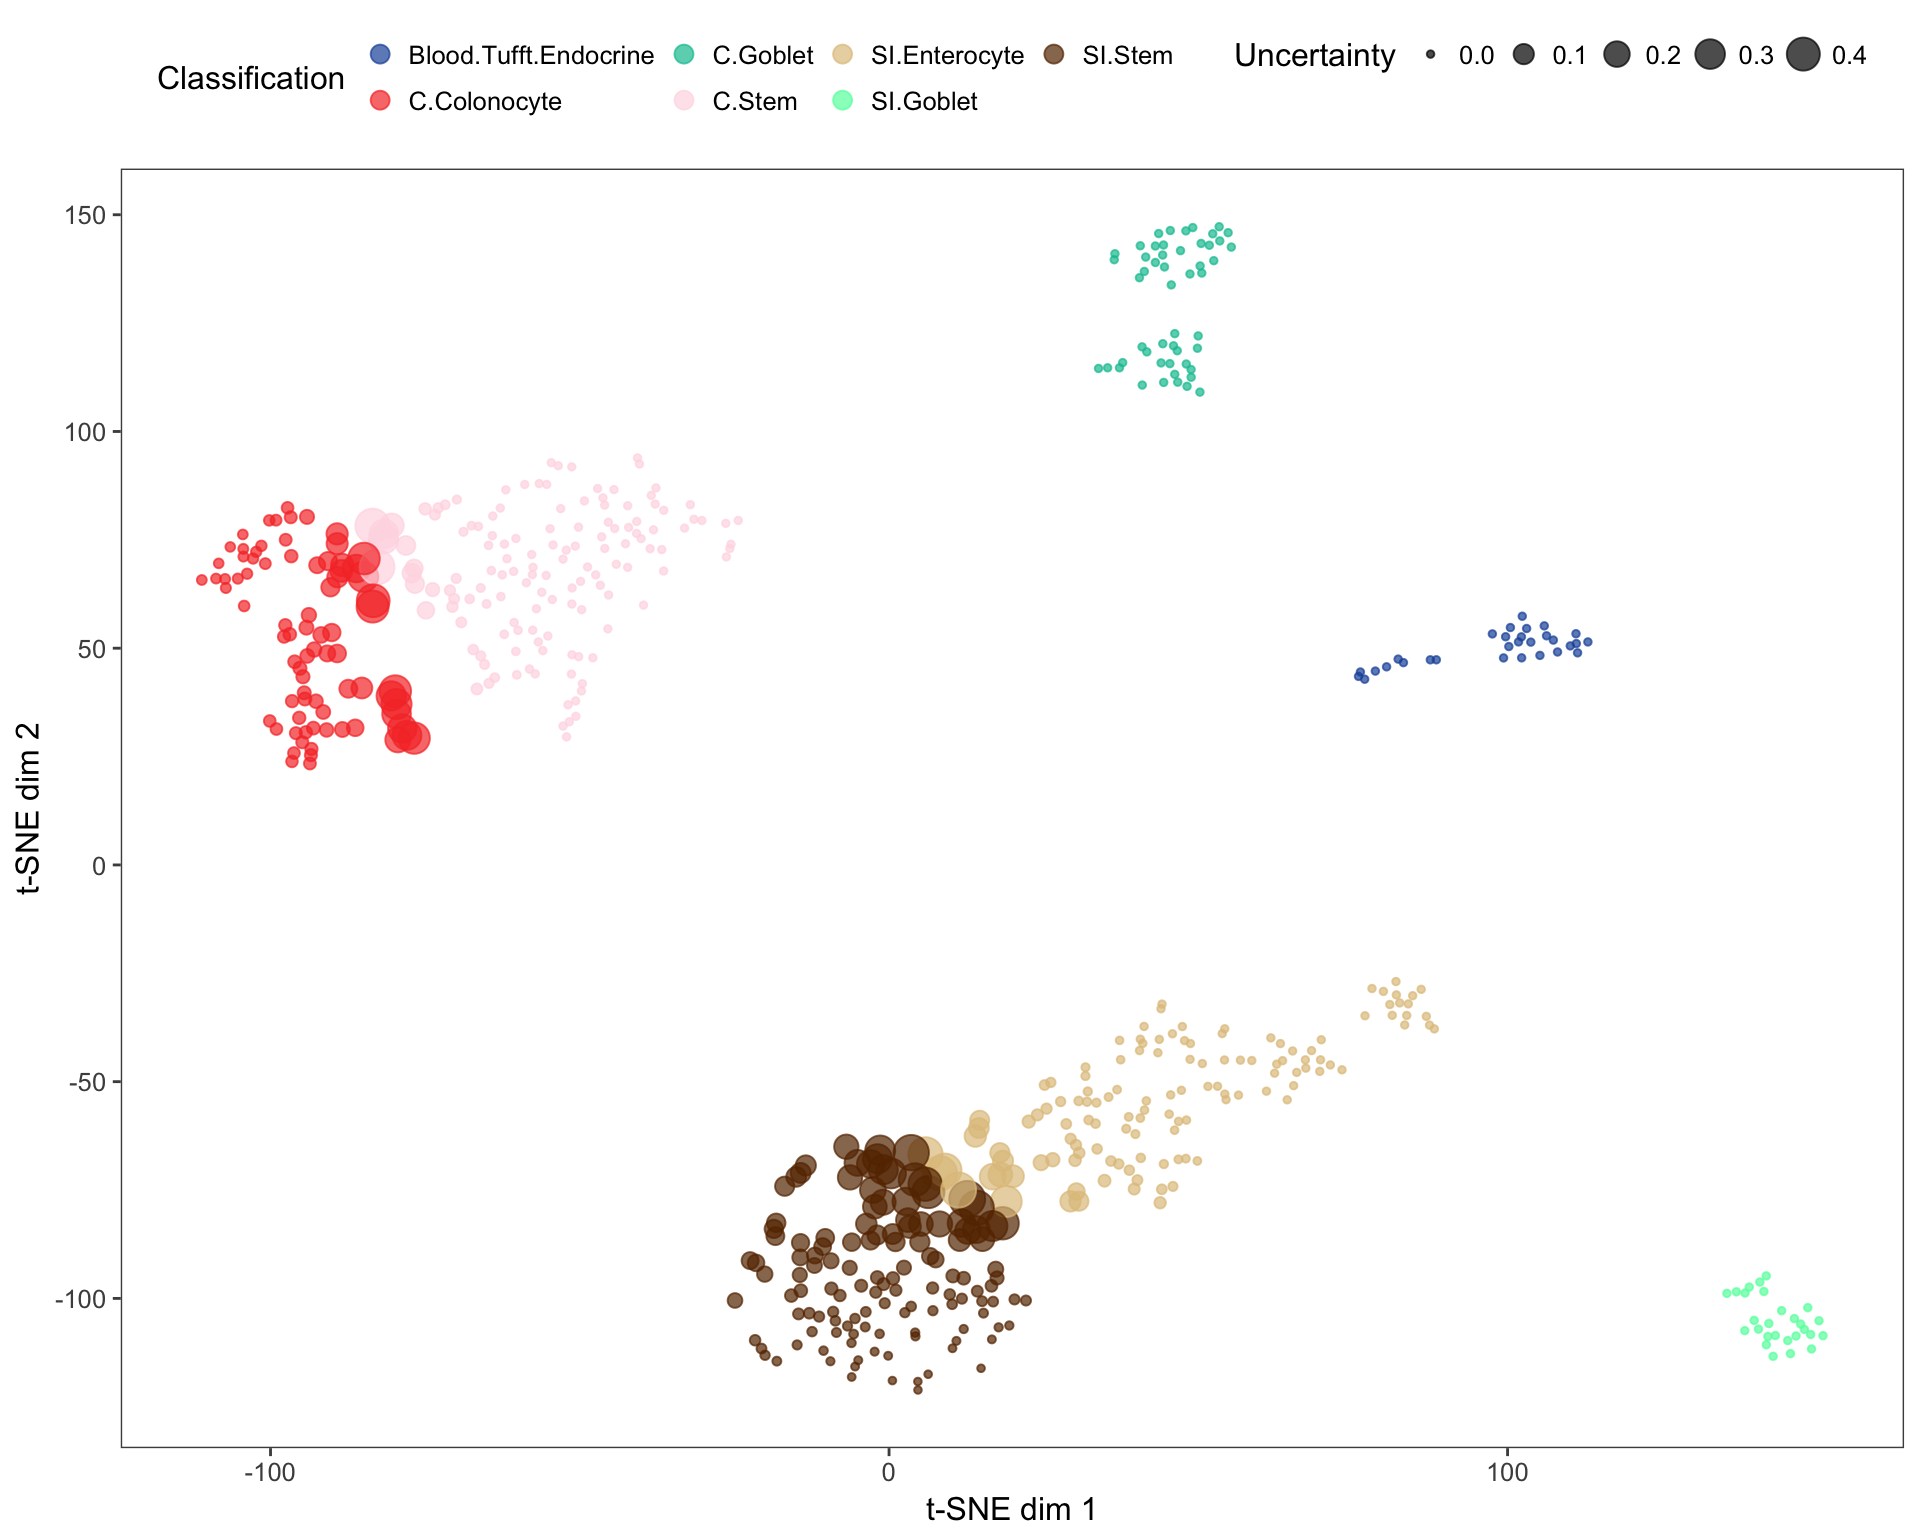 Classification
Blood.Tufft.Endocrine C.Goblet SI.Enterocyte SI.Stem
C.Colonocyte C.Stem SI.Goblet
Uncertainty 0.0 0.1 0.2 0.3 0.4
150
100
50
0
-50
-100
t-SNE dim 2
-100 0 100
t-SNE dim 1